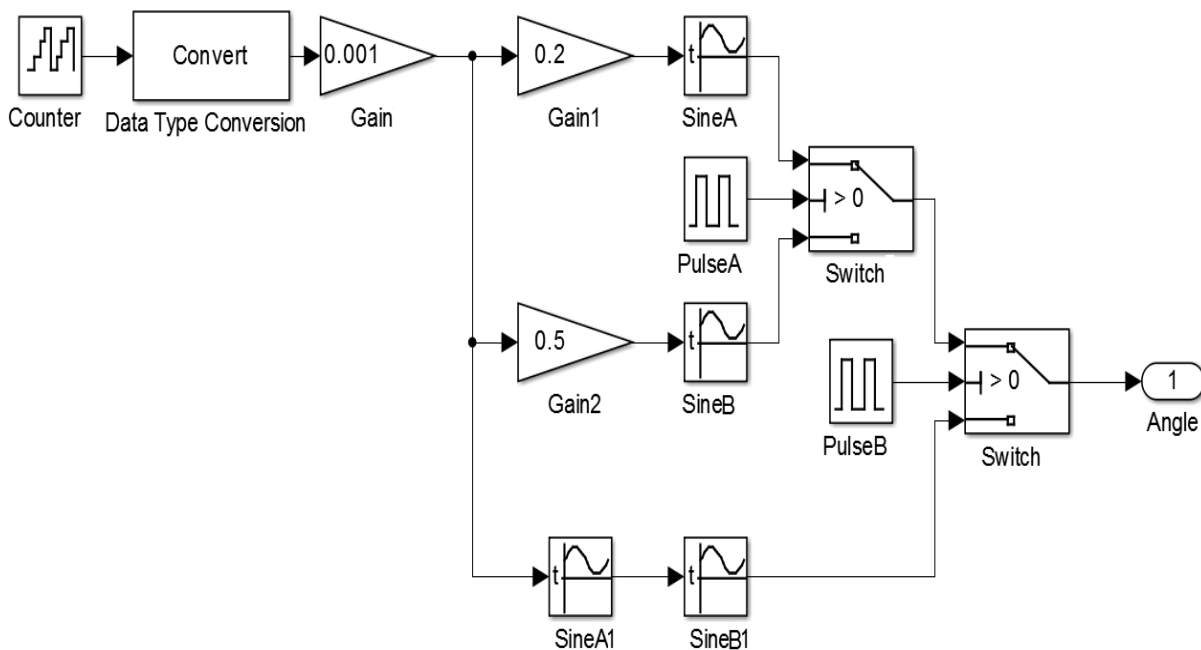 Counter
Convert
Data Type Conversion
0.001
Gain
0.2
Gain1
t
SineA
PulseA
> 0
Switch
0.5
Gain2
t
SineB
PulseB
> 0
Switch
1
Angle
t
SineA1
t
SineB1